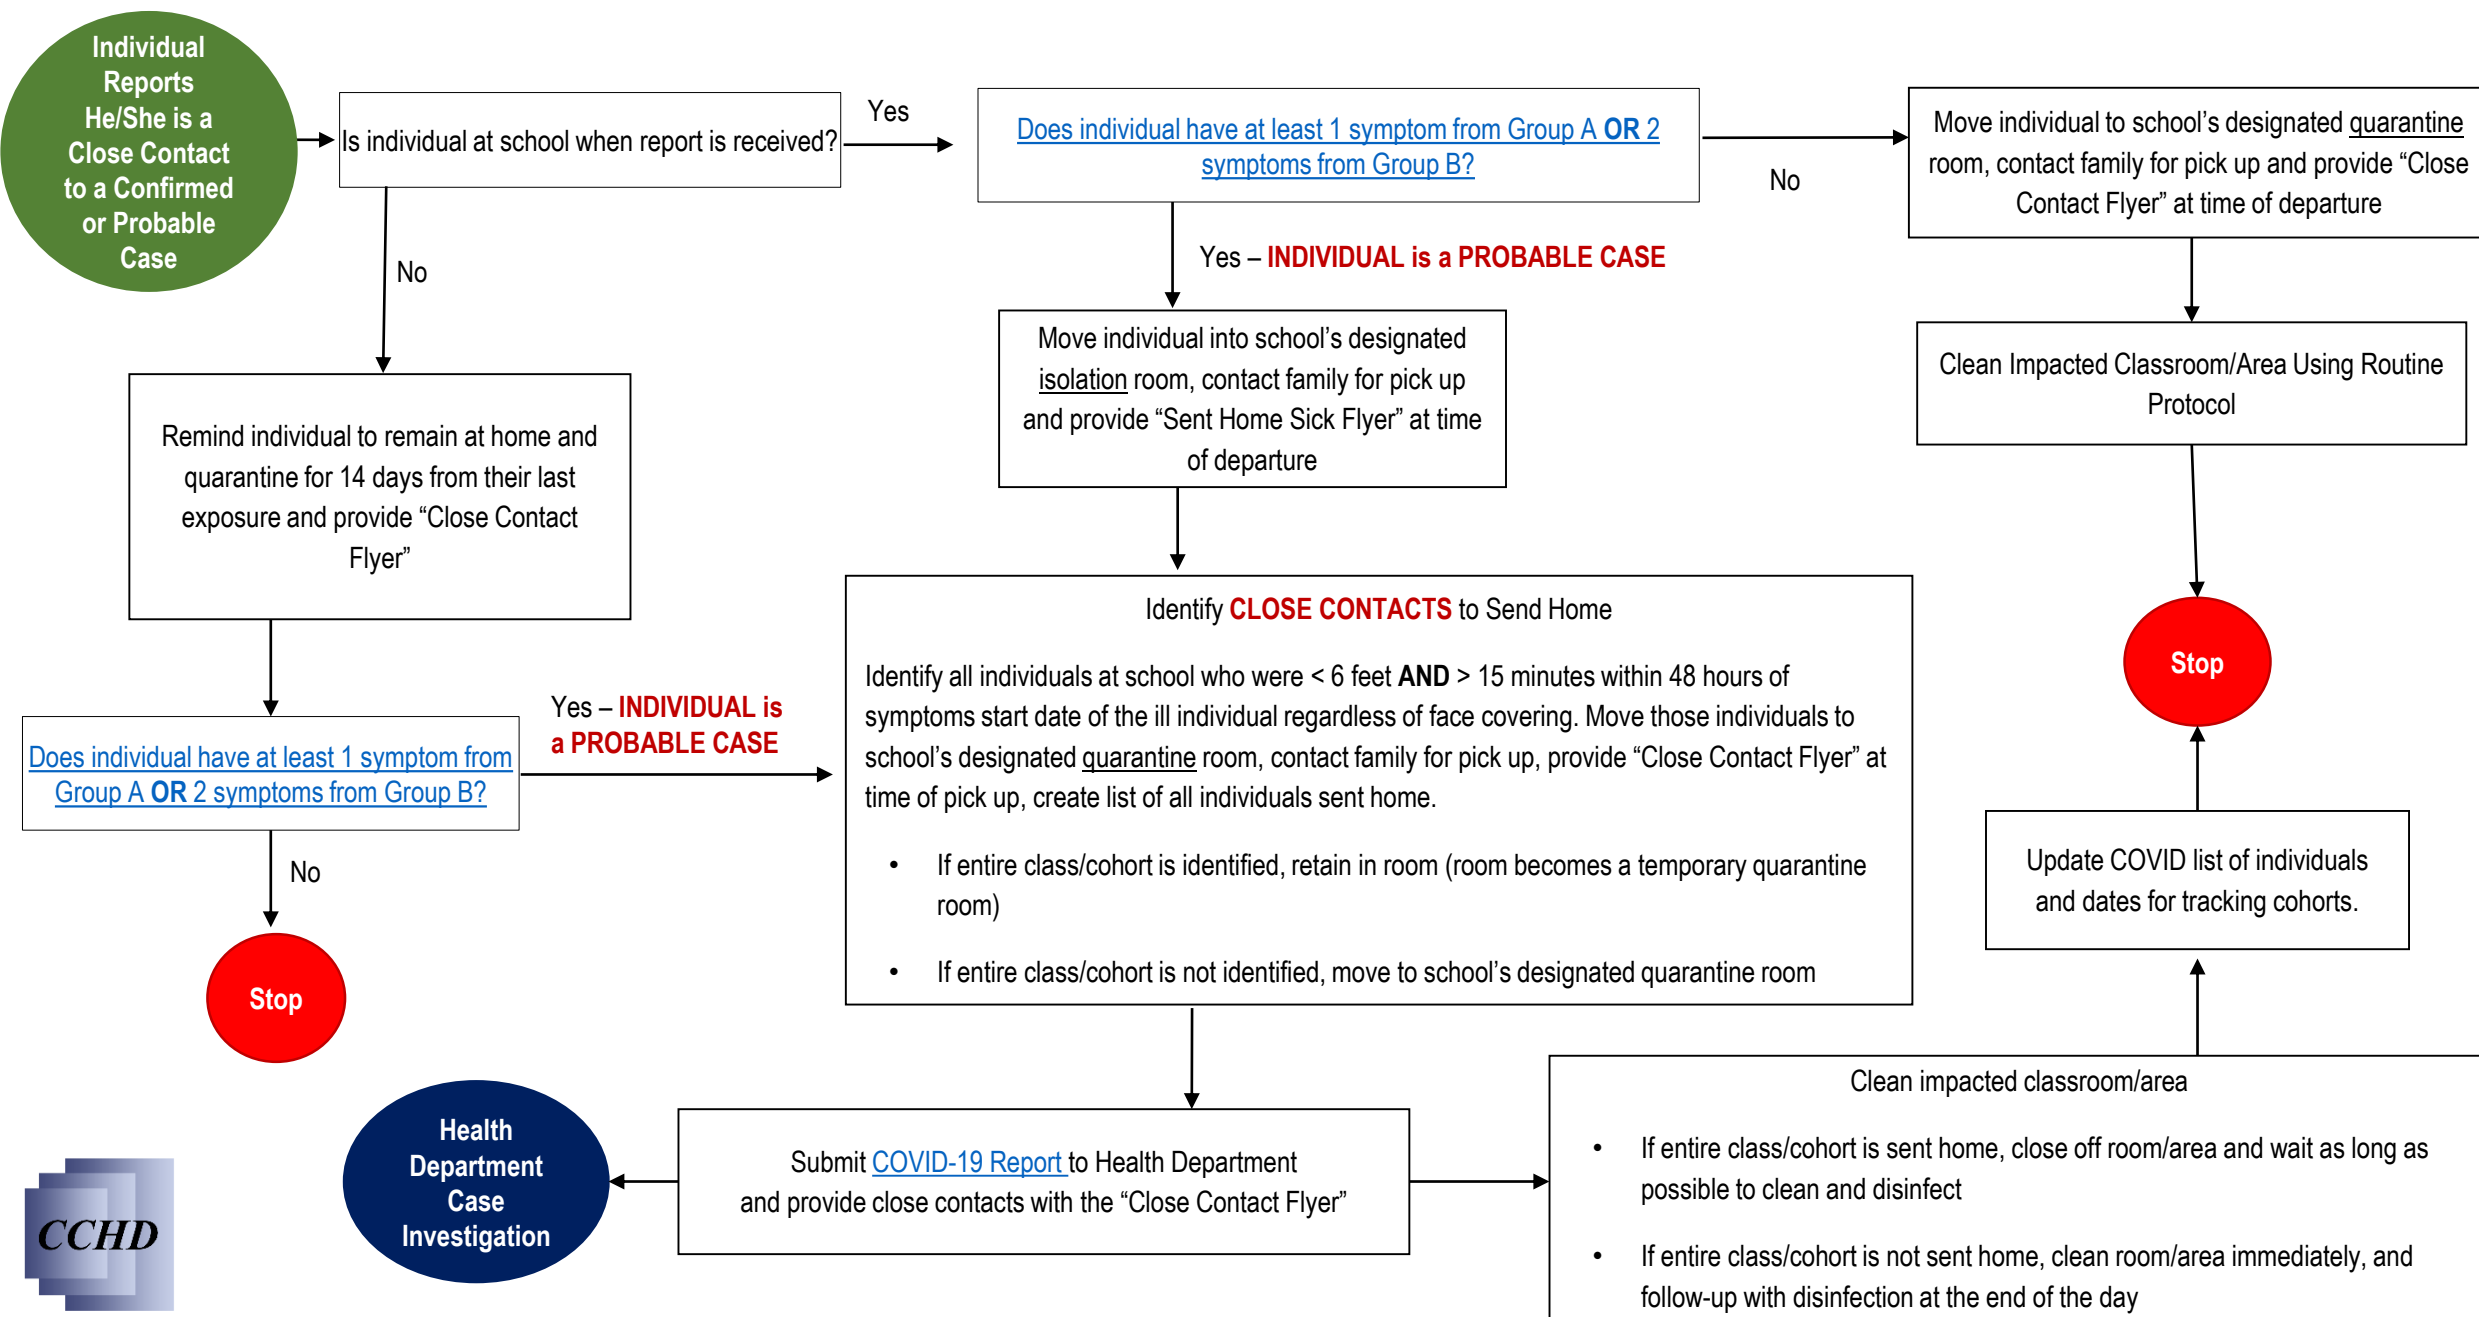 Individual
Reports
He/She is a
Close Contact
to a Confirmed
or Probable
Case
Is individual at school when report is received?
Yes
Does individual have at least 1 symptom from Group A OR 2
symptoms from Group B?
No
Move individual to school’s designated quarantine
room, contact family for pick up and provide “Close
Contact Flyer” at time of departure
No
Yes – INDIVIDUAL is a PROBABLE CASE
Move individual into school’s designated
isolation room, contact family for pick up
and provide “Sent Home Sick Flyer” at time
of departure
Clean Impacted Classroom/Area Using Routine
Protocol
Remind individual to remain at home and
quarantine for 14 days from their last
exposure and provide “Close Contact
Flyer”
Does individual have at least 1 symptom from
Group A OR 2 symptoms from Group B?
Yes – INDIVIDUAL is
a PROBABLE CASE
No
Stop
Identify CLOSE CONTACTS to Send Home
Identify all individuals at school who were < 6 feet AND > 15 minutes within 48 hours of
symptoms start date of the ill individual regardless of face covering. Move those individuals to
school’s designated quarantine room, contact family for pick up, provide “Close Contact Flyer” at
time of pick up, create list of all individuals sent home.
• If entire class/cohort is identified, retain in room (room becomes a temporary quarantine
room)
• If entire class/cohort is not identified, move to school’s designated quarantine room
Stop
Update COVID list of individuals
and dates for tracking cohorts.
Health
Department
Case
Investigation
Submit COVID-19 Report to Health Department
and provide close contacts with the “Close Contact Flyer”
Clean impacted classroom/area
• If entire class/cohort is sent home, close off room/area and wait as long as
possible to clean and disinfect
• If entire class/cohort is not sent home, clean room/area immediately, and
follow-up with disinfection at the end of the day
CCHD